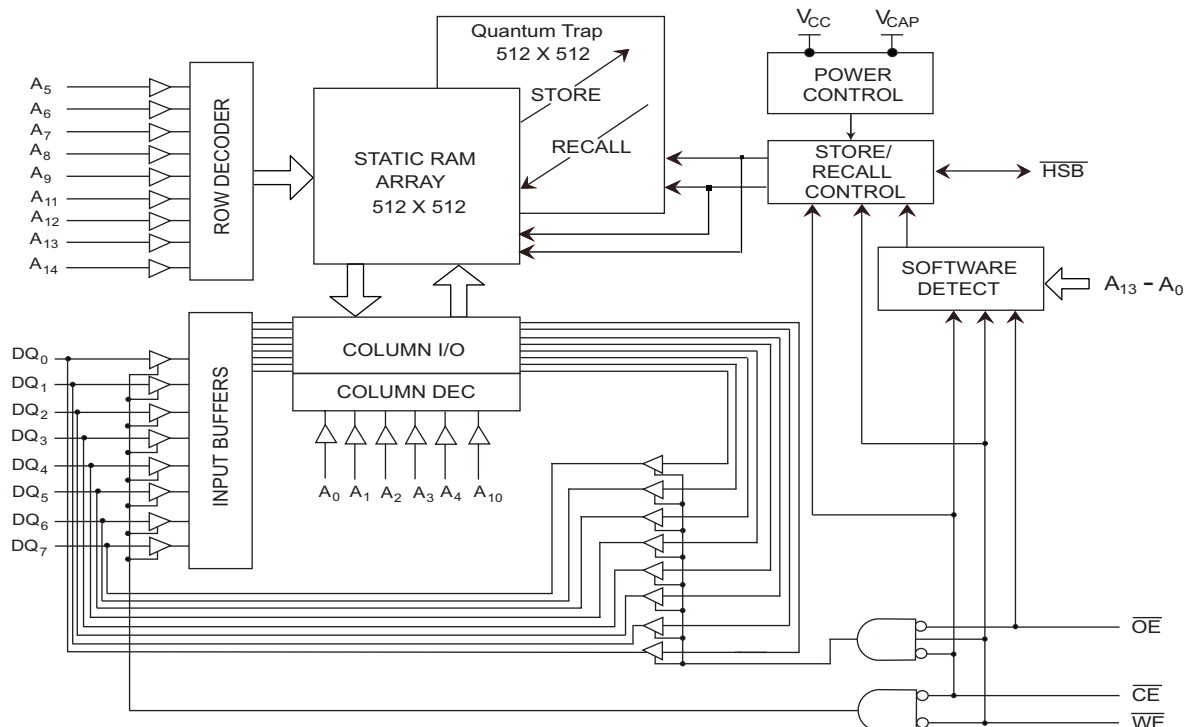 Quantum Trap
512 X 512
STORE
RECALL
VCC
VCAP
POWER
CONTROL
STORE/
RECALL
CONTROL
HSB
SOFTWARE
DETECT
A13 – A0
A5
A6
A7
A8
A9
A11
A12
A13
A14
ROW DECODER
STATIC RAM
ARRAY
512 X 512
DQ0
DQ1
DQ2
DQ3
DQ4
DQ5
DQ6
DQ7
INPUT BUFFERS
COLUMN I/O
COLUMN DEC
A0 A1 A2 A3 A4 A10
OE
CE
WE